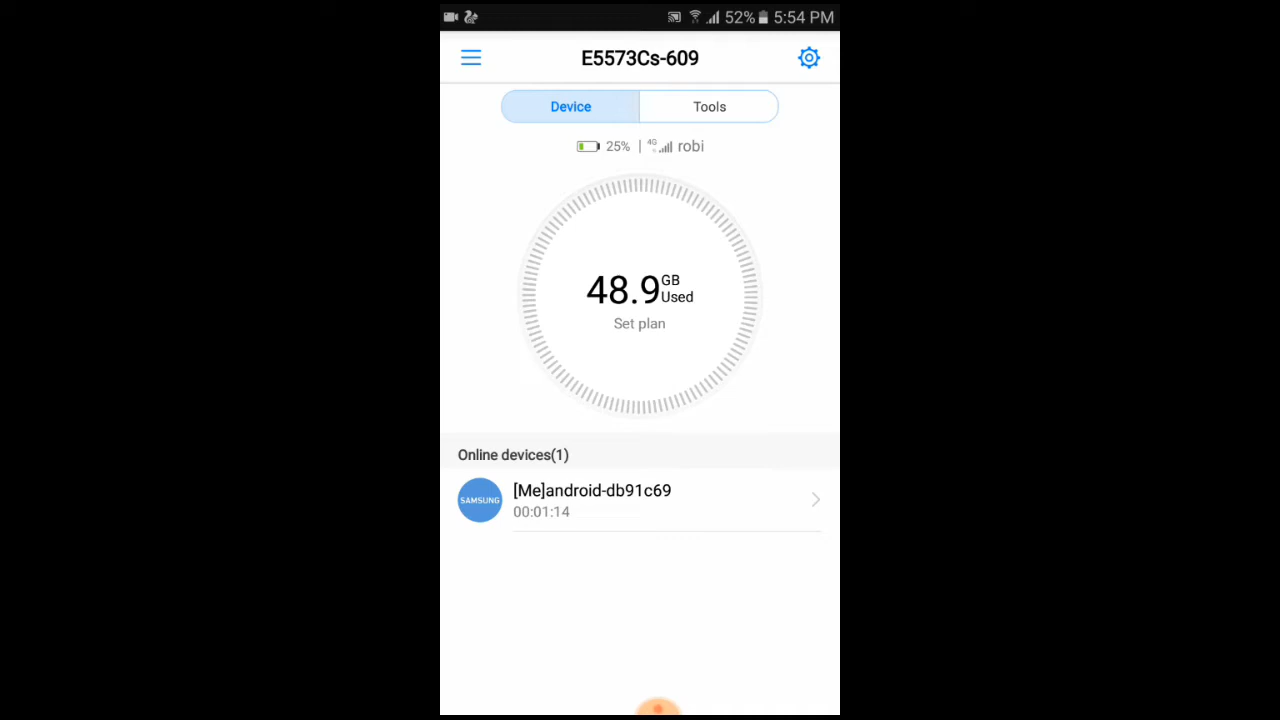 52% 5:54 PM
E5573Cs-609
Device Tools
25% | 4G robi
48.9 GB Used
Set plan
Online devices(1)
SAMSUNG [Me]android-db91c69
00:01:14